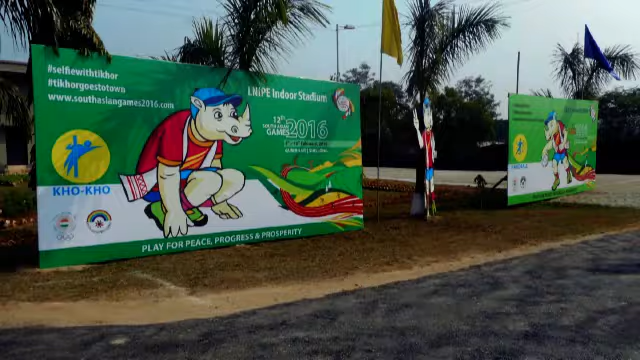 #selfiewithtikhor
#tikhorgoestotown
www.southasiangames2016.com
LNIPE Indoor Stadium
12th
SOUTH ASIAN
GAMES 2016
KHO-KHO
PLAY FOR PEACE, PROGRESS & PROSPERITY